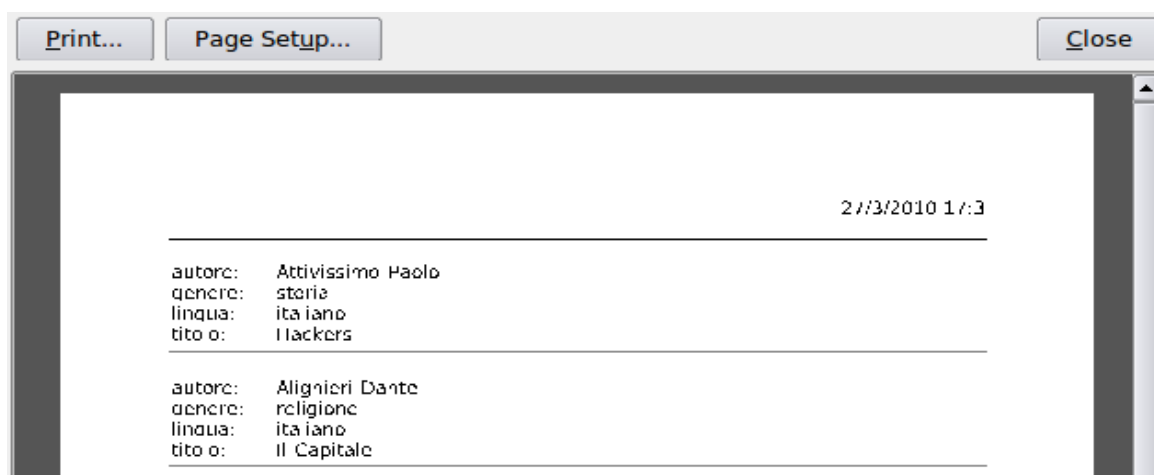 Print... Page Setup... Close
27/3/2010 17:3
autore: Attivissimo Paolo
genere: storia
lingua: italiano
titolo: Hackers
autore: Alighieri Dante
genere: religione
lingua: italiano
titolo: Il Capitale